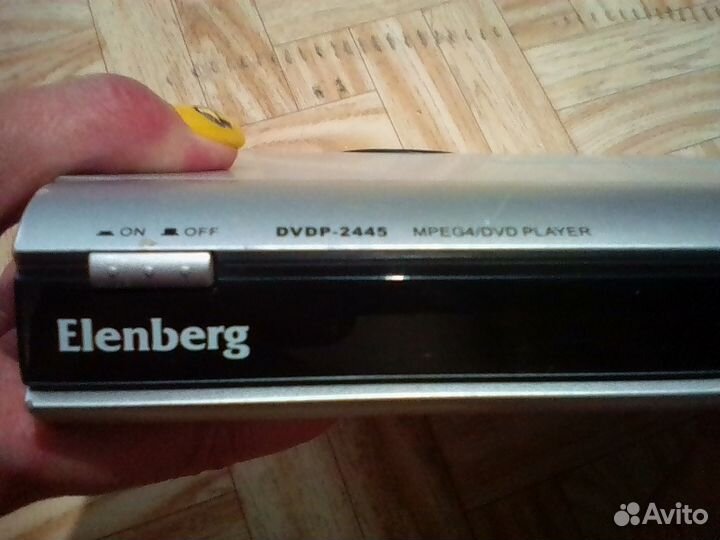 ON OFF DVDP-2445 MPEG4/DVD PLAYER
Elenberg
Avito